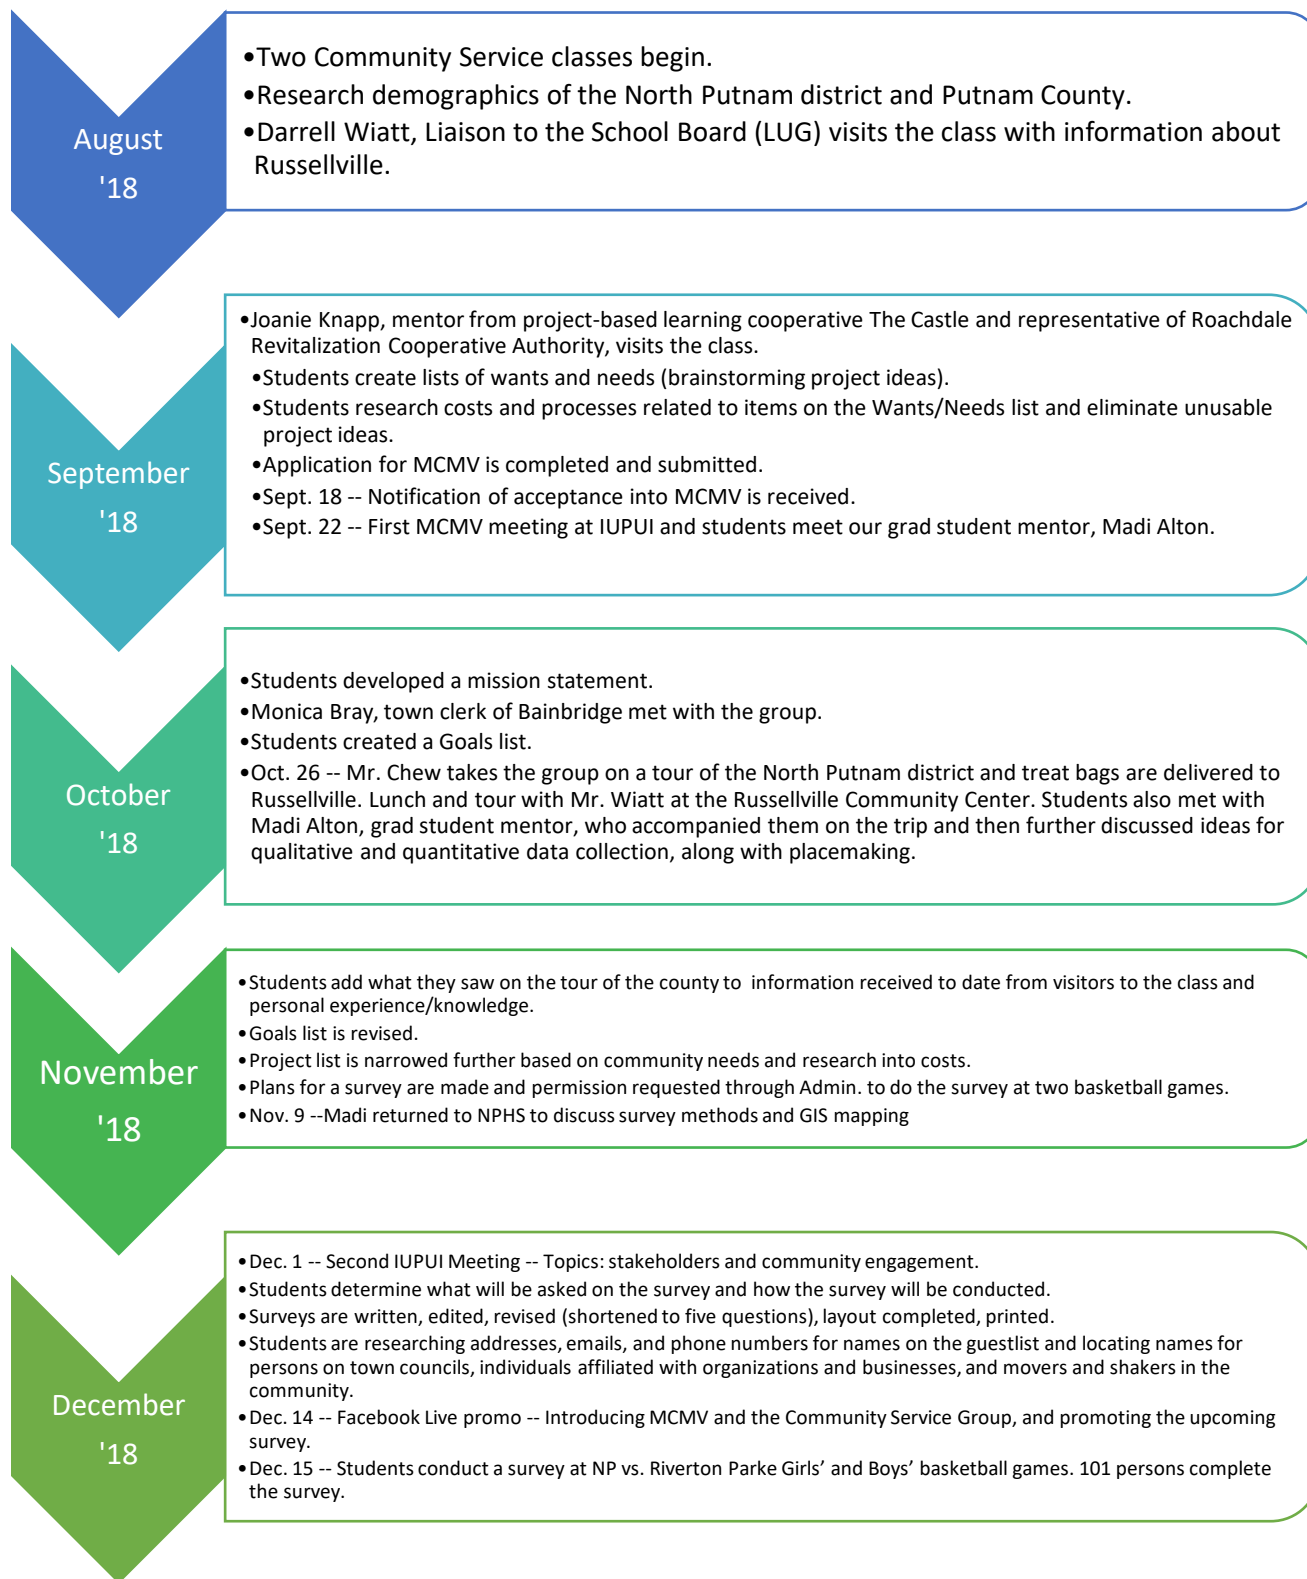 August
'18
•Two Community Service classes begin.
•Research demographics of the North Putnam district and Putnam County.
•Darrell Wiatt, Liaison to the School Board (LUG) visits the class with information about
Russellville.
September
'18
•Joanie Knapp, mentor from project-based learning cooperative The Castle and representative of Roachdale
Revitalization Cooperative Authority, visits the class.
•Students create lists of wants and needs (brainstorming project ideas).
•Students research costs and processes related to items on the Wants/Needs list and eliminate unusable
project ideas.
•Application for MCMV is completed and submitted.
•Sept. 18 -- Notification of acceptance into MCMV is received.
•Sept. 22 -- First MCMV meeting at IUPUI and students meet our grad student mentor, Madi Alton.
October
'18
•Students developed a mission statement.
•Monica Bray, town clerk of Bainbridge met with the group.
•Students created a Goals list.
•Oct. 26 -- Mr. Chew takes the group on a tour of the North Putnam district and treat bags are delivered to
Russellville. Lunch and tour with Mr. Wiatt at the Russellville Community Center. Students also met with
Madi Alton, grad student mentor, who accompanied them on the trip and then further discussed ideas for
qualitative and quantitative data collection, along with placemaking.
November
'18
•Students add what they saw on the tour of the county to information received to date from visitors to the class and
personal experience/knowledge.
•Goals list is revised.
•Project list is narrowed further based on community needs and research into costs.
•Plans for a survey are made and permission requested through Admin. to do the survey at two basketball games.
•Nov. 9 --Madi returned to NPHS to discuss survey methods and GIS mapping
December
'18
•Dec. 1 -- Second IUPUI Meeting -- Topics: stakeholders and community engagement.
•Students determine what will be asked on the survey and how the survey will be conducted.
•Surveys are written, edited, revised (shortened to five questions), layout completed, printed.
•Students are researching addresses, emails, and phone numbers for names on the guestlist and locating names for
persons on town councils, individuals affiliated with organizations and businesses, and movers and shakers in the
community.
•Dec. 14 -- Facebook Live promo -- Introducing MCMV and the Community Service Group, and promoting the upcoming
survey.
•Dec. 15 -- Students conduct a survey at NP vs. Riverton Parke Girls’ and Boys’ basketball games. 101 persons complete
the survey.